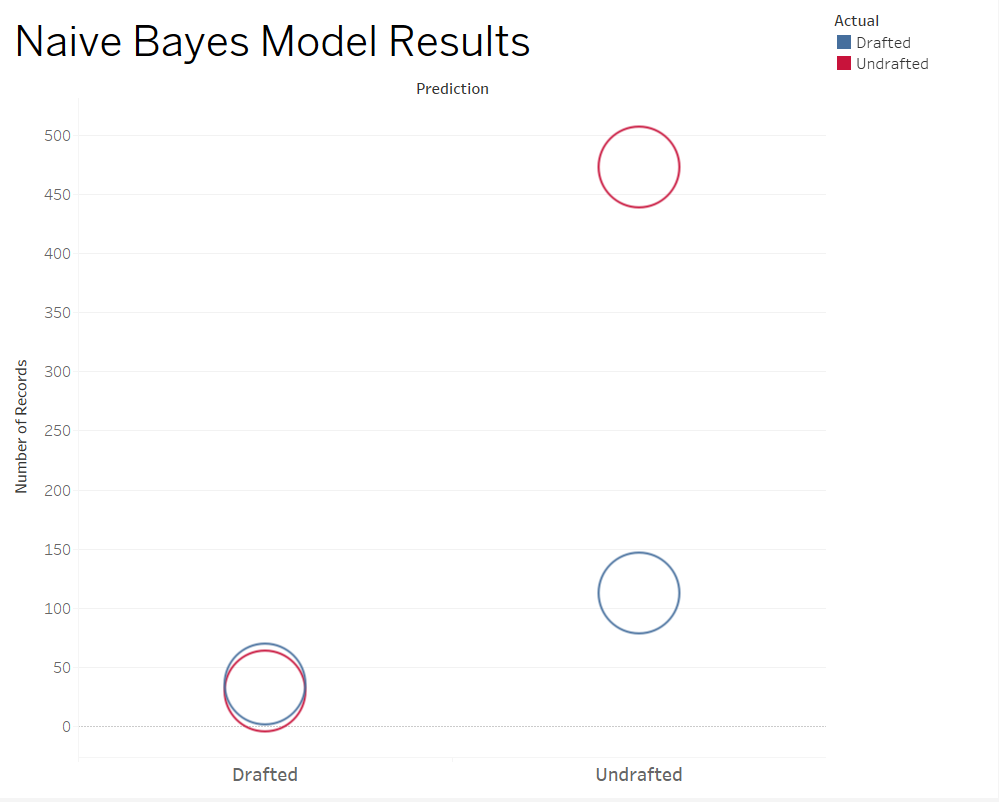 Naive Bayes Model Results
Actual
Drafted
Undrafted
Prediction
500
450
400
350
300
250
200
150
100
50
0
Number of Records
Drafted
Undrafted